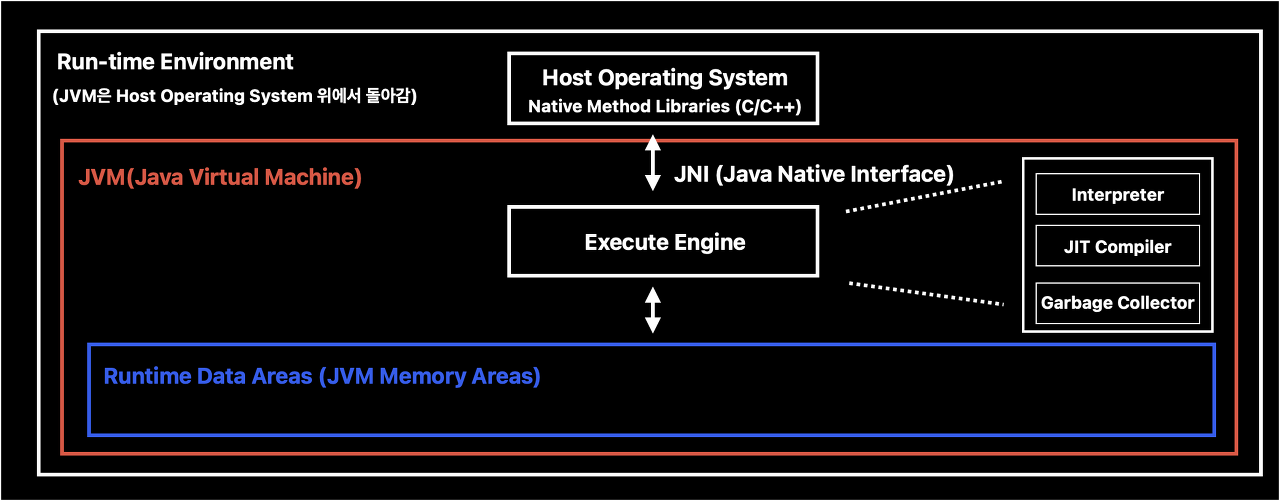 Run-time Environment
(JVM은 Host Operating System 위에서 돌아감)
Host Operating System
Native Method Libraries (C/C++)
JVM(Java Virtual Machine)
JNI (Java Native Interface)
Execute Engine
Interpreter
JIT Compiler
Garbage Collector
Runtime Data Areas (JVM Memory Areas)